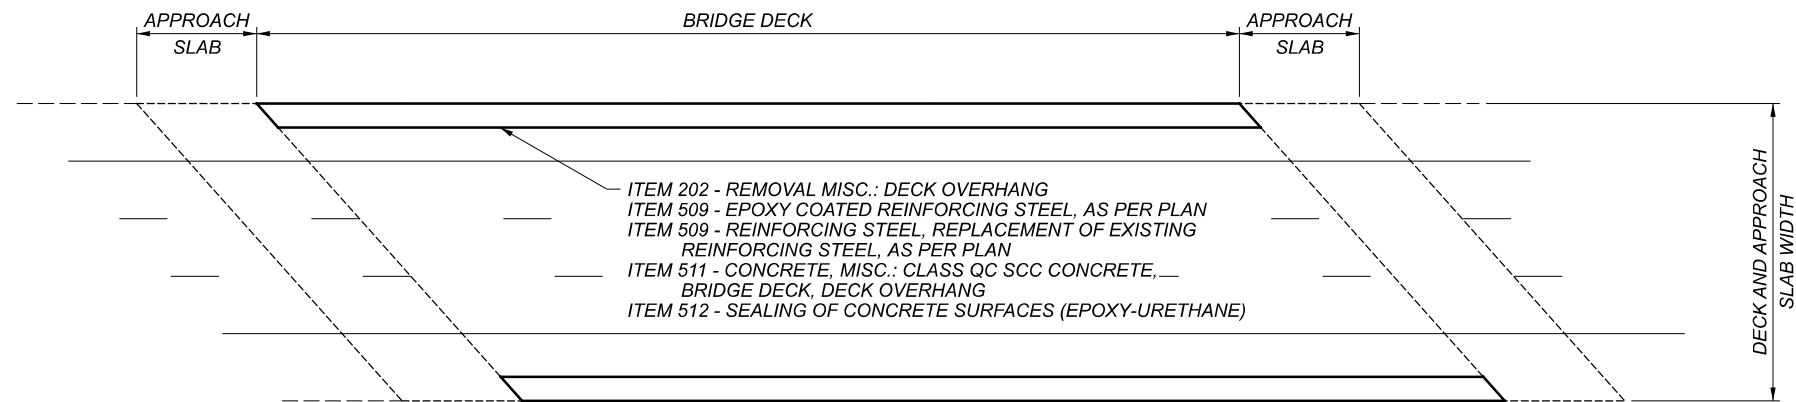 APPROACH
SLAB
BRIDGE DECK
APPROACH
SLAB
ITEM 202 - REMOVAL MISC.: DECK OVERHANG
ITEM 509 - EPOXY COATED REINFORCING STEEL, AS PER PLAN
ITEM 509 - REINFORCING STEEL, REPLACEMENT OF EXISTING
REINFORCING STEEL, AS PER PLAN
ITEM 511 - CONCRETE, MISC.: CLASS QC SCC CONCRETE,
BRIDGE DECK, DECK OVERHANG
ITEM 512 - SEALING OF CONCRETE SURFACES (EPOXY-URETHANE)
DECK AND APPROACH
SLAB WIDTH